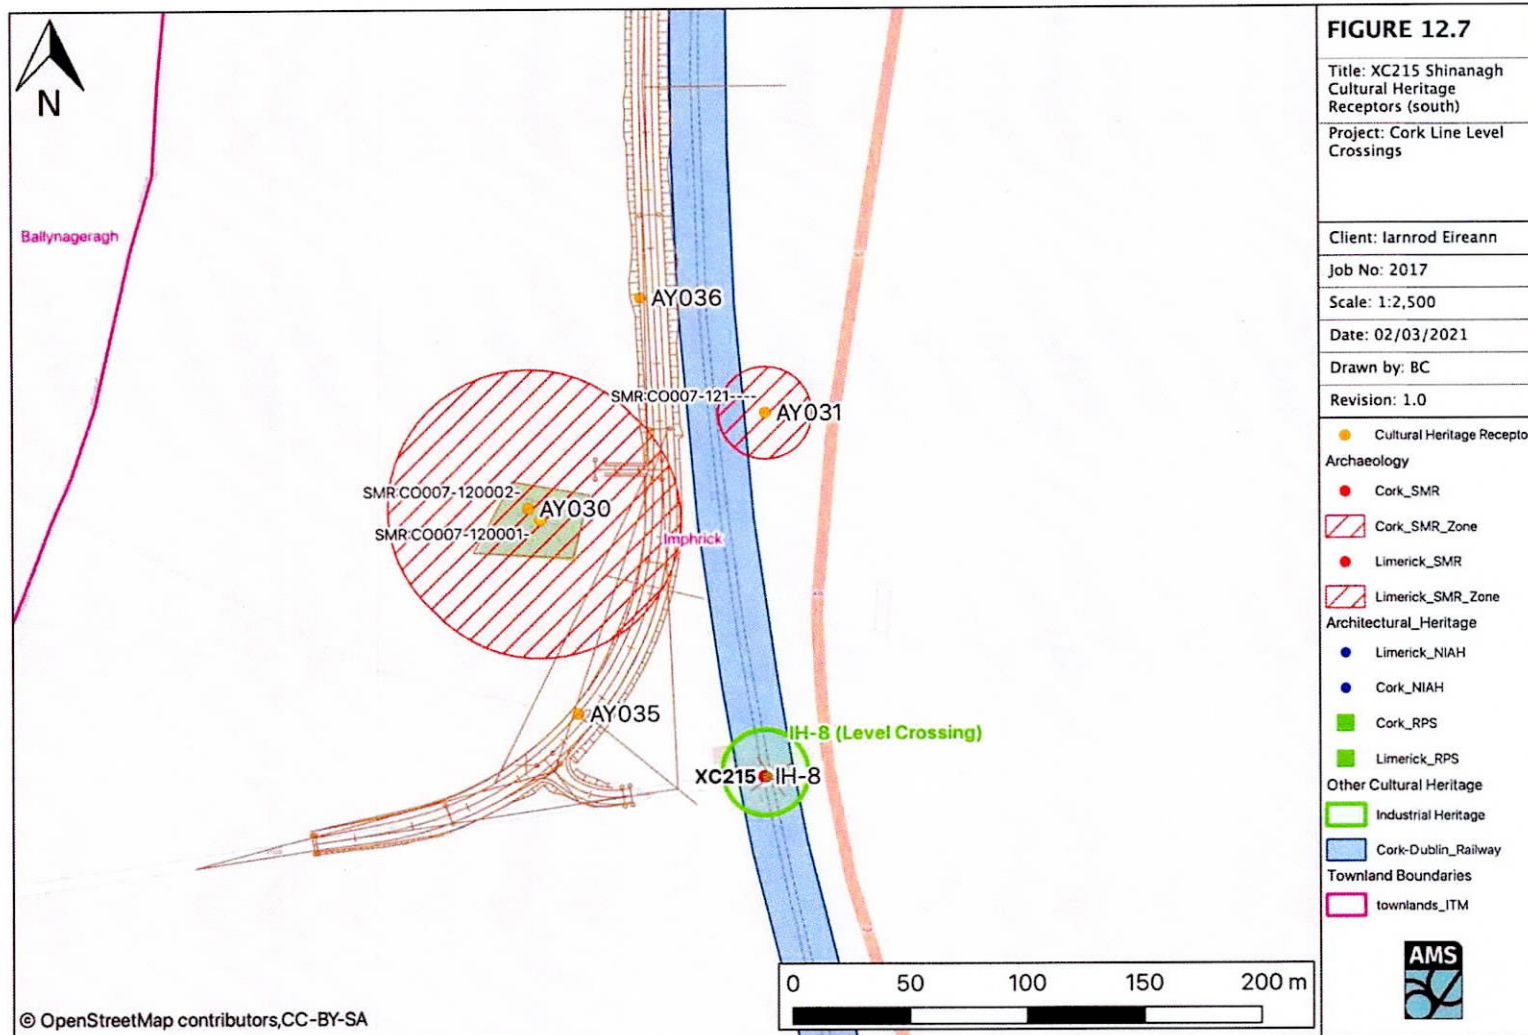 N
Ballynageragh
AY036
SMR:CO007-121----
AY031
SMR:CO007-120002-
AY030
SMR:CO007-120001-
Imphrick
AY035
IH-8 (Level Crossing)
XC215
IH-8
0 50 100 150 200 m
© OpenStreetMap contributors,CC-BY-SA
FIGURE 12.7
Title: XC215 Shinanagh
Cultural Heritage
Receptors (south)
Project: Cork Line Level
Crossings
Client: Iarnrod Eireann
Job No: 2017
Scale: 1:2,500
Date: 02/03/2021
Drawn by: BC
Revision: 1.0
Cultural Heritage Recepto
Archaeology
Cork_SMR
Cork_SMR_Zone
Limerick_SMR
Limerick_SMR_Zone
Architectural_Heritage
Limerick_NIAH
Cork_NIAH
Cork_RPS
Limerick_RPS
Other Cultural Heritage
Industrial Heritage
Cork-Dublin_Railway
Townland Boundaries
townlands_ITM
AMS